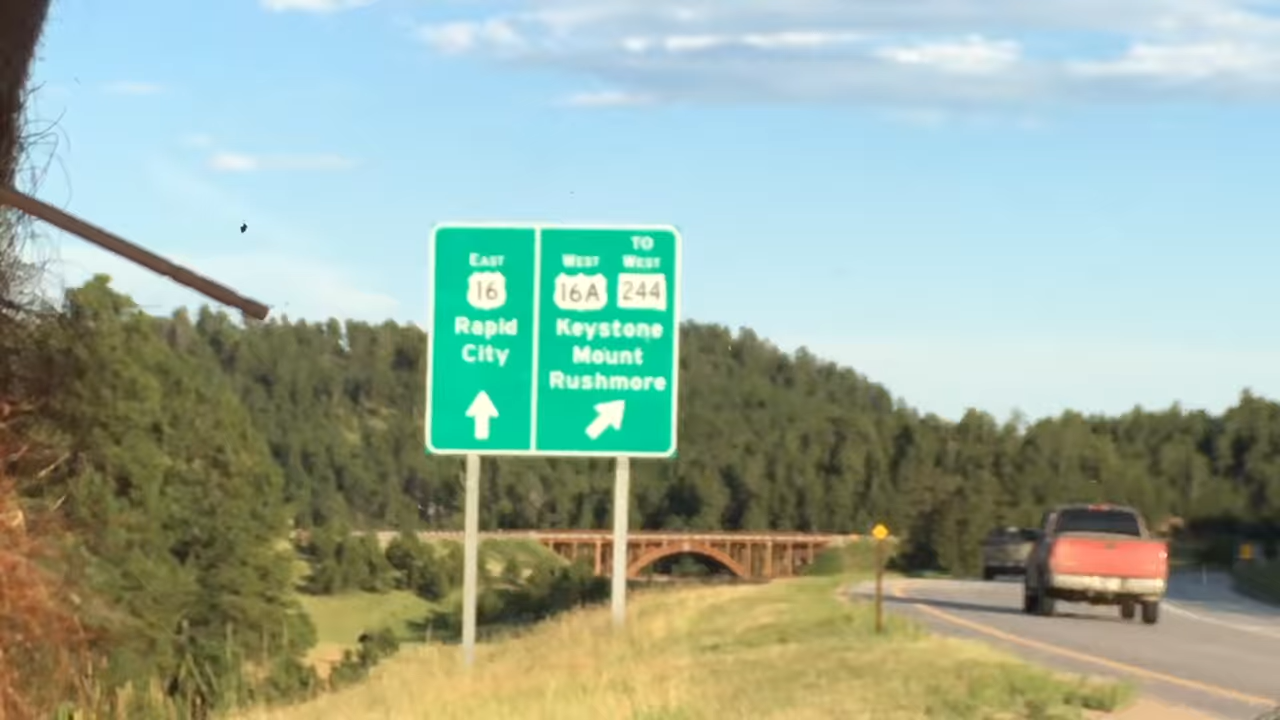 EAST
16
Rapid
City
TO
WEST WEST
16A 244
Keystone
Mount
Rushmore